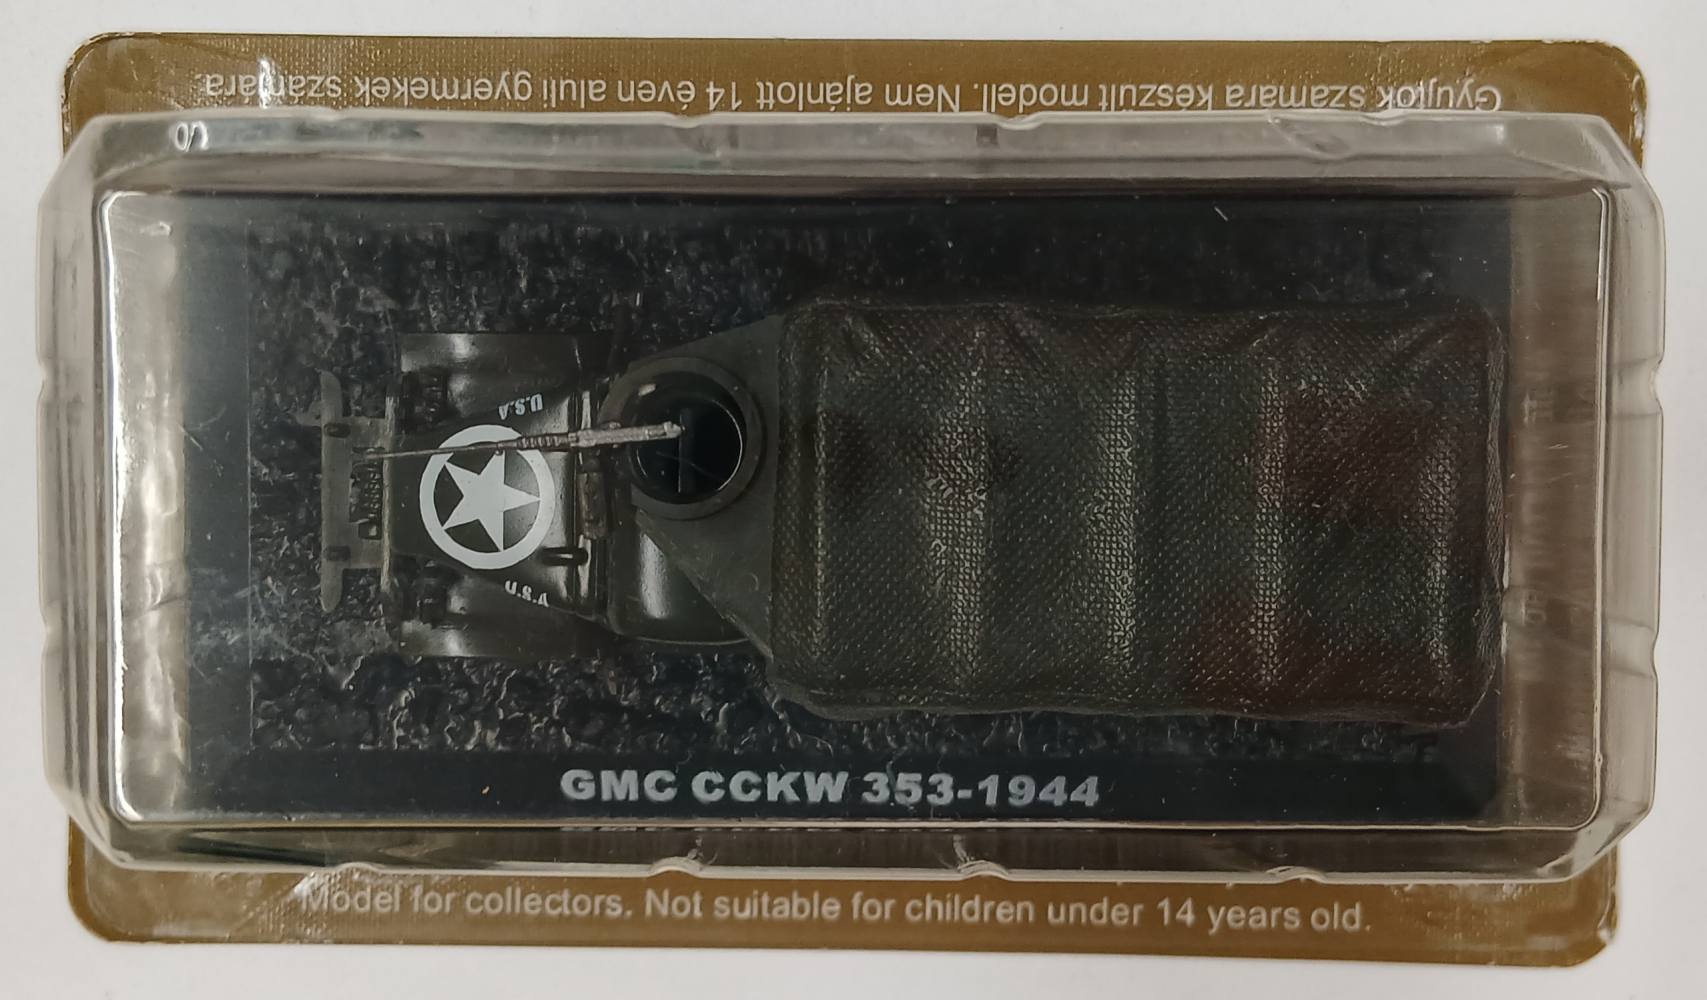 Gyujtok szamara keszult modell. Nem ajánlott 14 éven aluli gyermekek számára.
U.S.A
U.S.A
GMC CCKW 353-1944
Model for collectors. Not suitable for children under 14 years old.